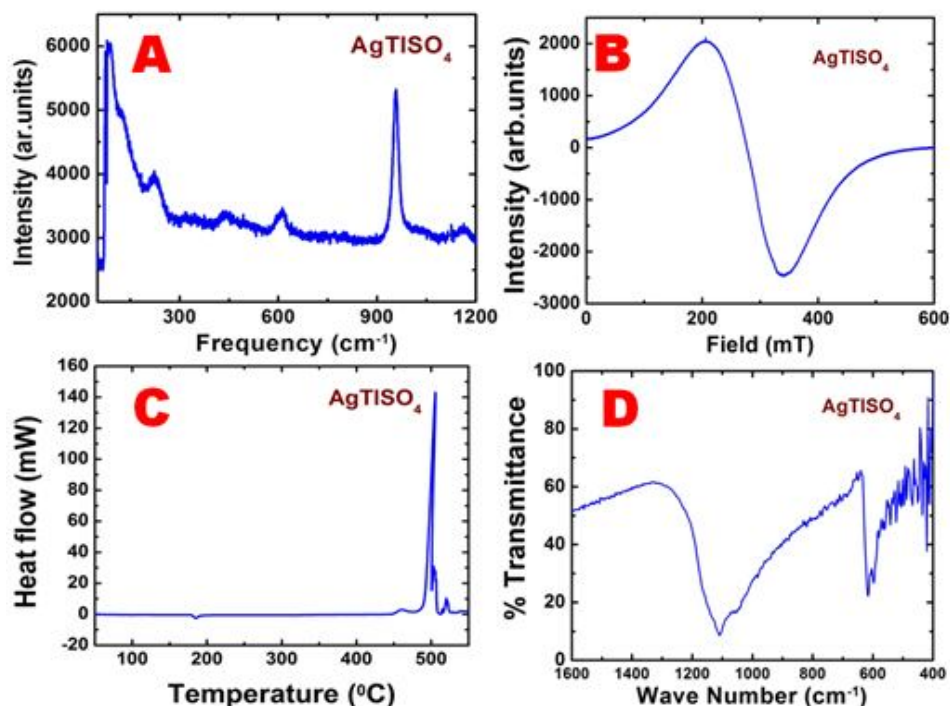 A
AgTlSO4
6000
5000
4000
3000
2000
300 600 900 1200
Intensity (ar.units)
Frequency (cm-1)
B
AgTlSO4
2000
1000
0
-1000
-2000
-3000
0 200 400 600
Intensity (arb.units)
Field (mT)
C
AgTlSO4
160
140
120
100
80
60
40
20
0
-20
100 200 300 400 500
Heat flow (mW)
Temperature (⁰C)
D
AgTlSO4
100
80
60
40
20
0
1600 1400 1200 1000 800 600 400
% Transmittance
Wave Number (cm-1)